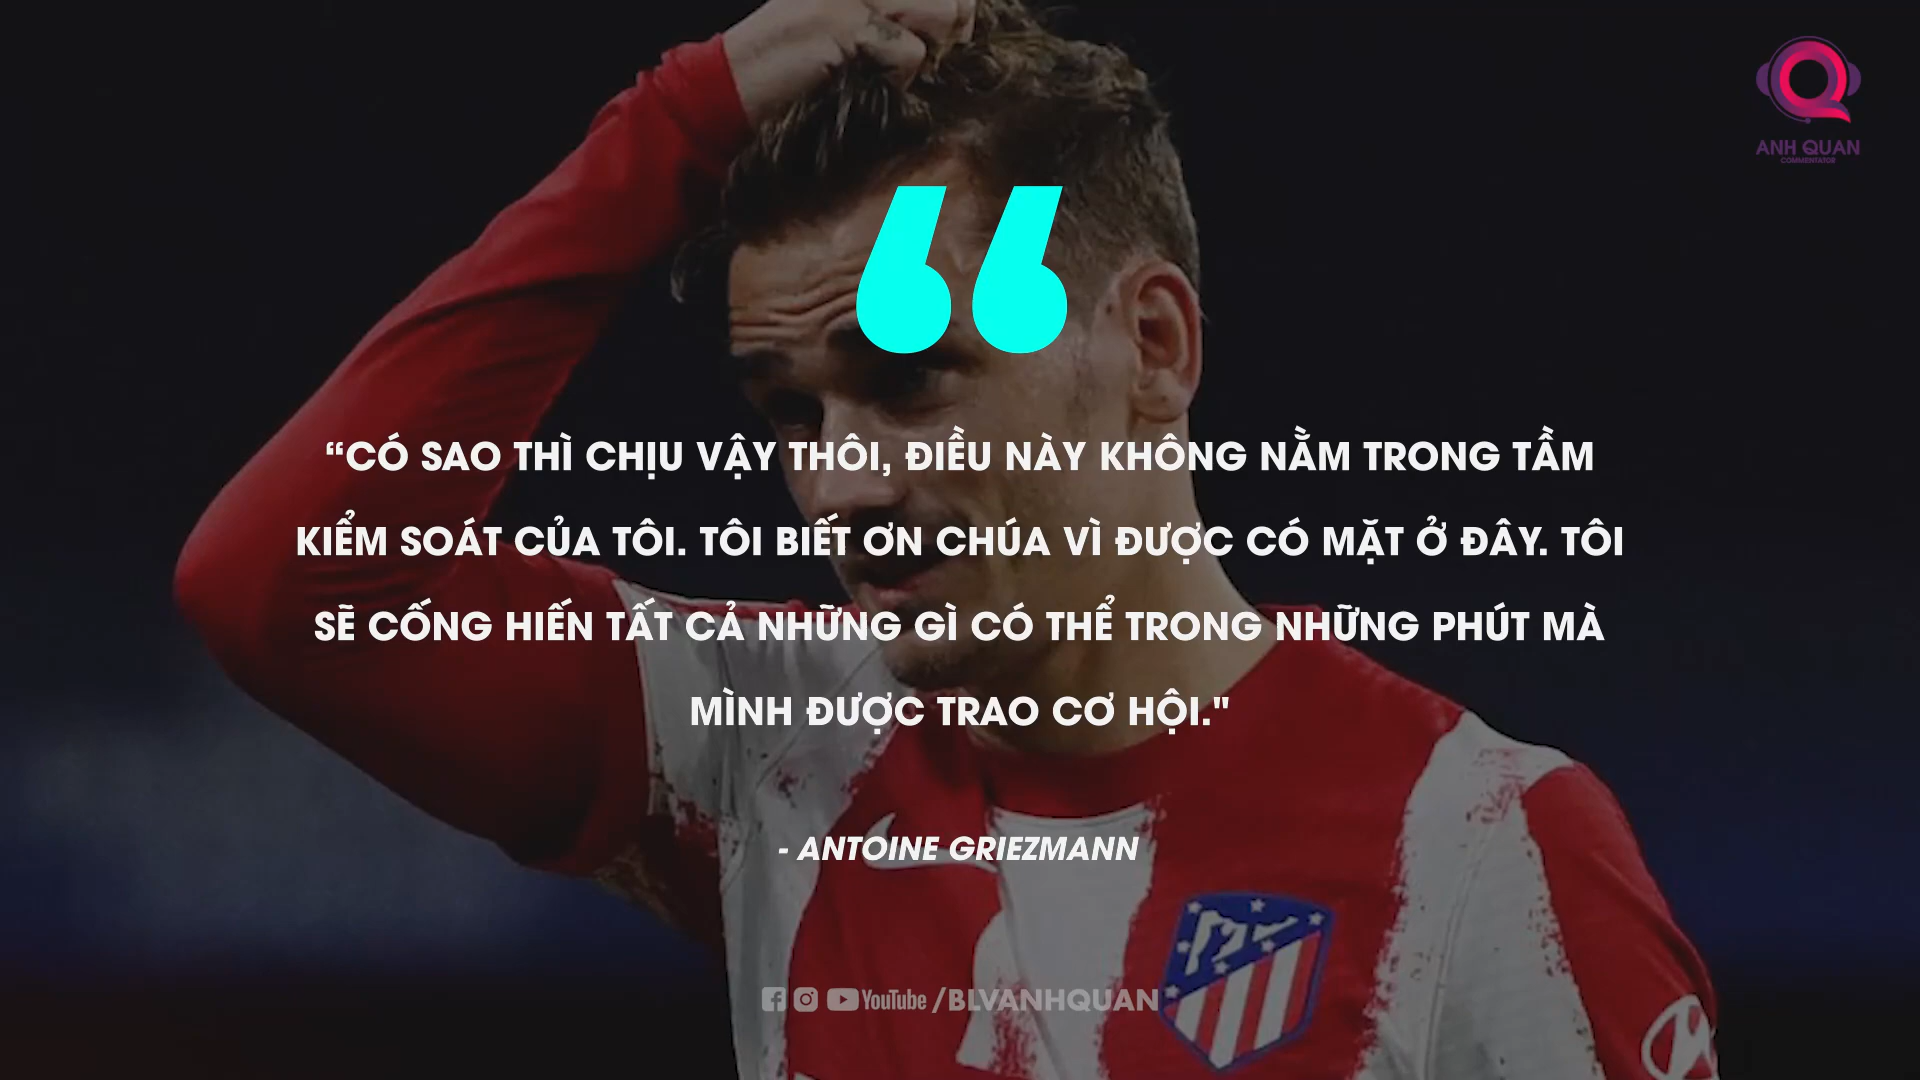 ANH QUAN
COMMENTATOR
“CÓ SAO THÌ CHỊU VẬY THÔI, ĐIỀU NÀY KHÔNG NẰM TRONG TẦM
KIỂM SOÁT CỦA TÔI. TÔI BIẾT ƠN CHÚA VÌ ĐƯỢC CÓ MẶT Ở ĐÂY. TÔI
SẼ CỐNG HIẾN TẤT CẢ NHỮNG GÌ CÓ THỂ TRONG NHỮNG PHÚT MÀ
MÌNH ĐƯỢC TRAO CƠ HỘI."
- ANTOINE GRIEZMANN
YouTube /BLVANHQUAN